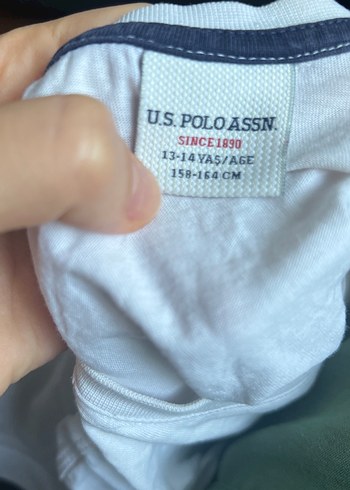 U.S. POLO ASSN.
SINCE 1890
13-14 YAŞ/AGE
158-164 CM